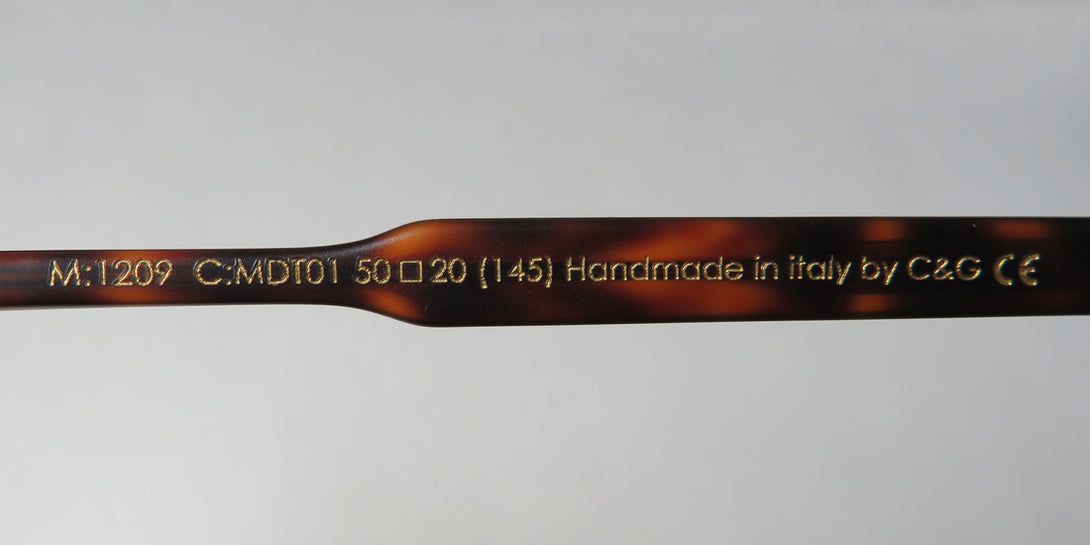 M:1209 C:MDT01 50□20 (145) Handmade in italy by C&G CE